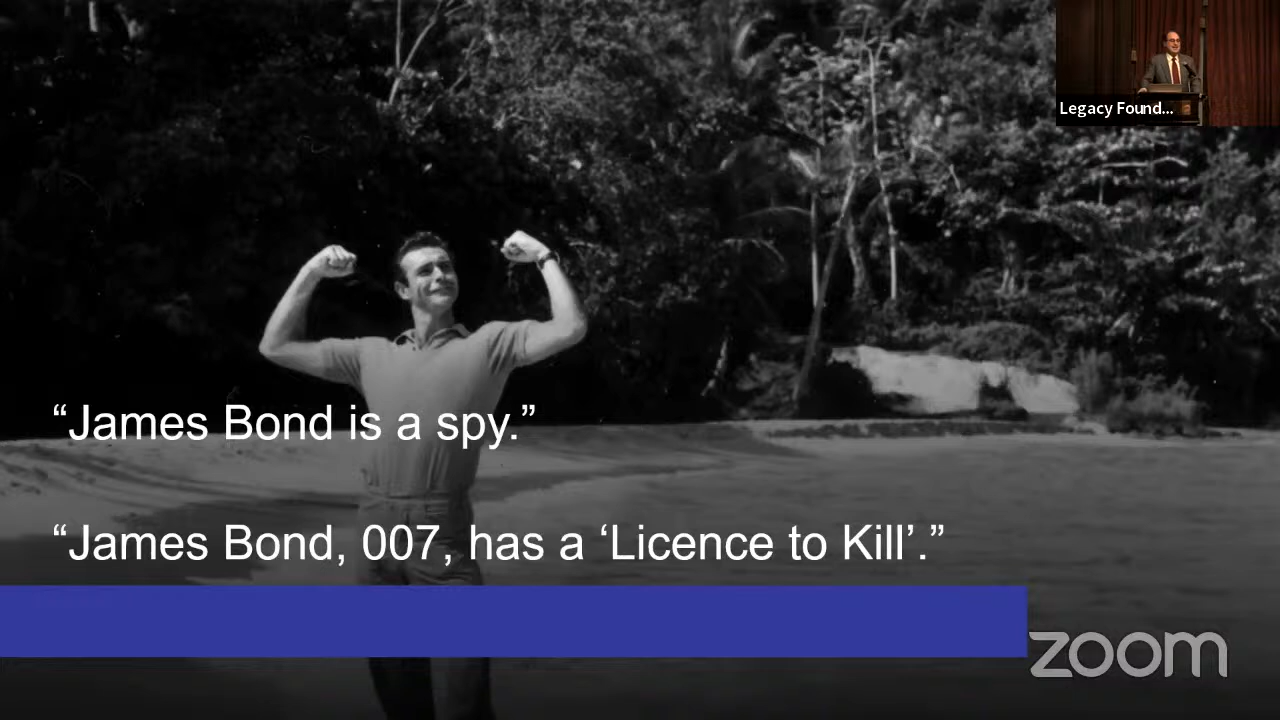 Legacy Found...
“James Bond is a spy.”
“James Bond, 007, has a ‘Licence to Kill’.”
zoom